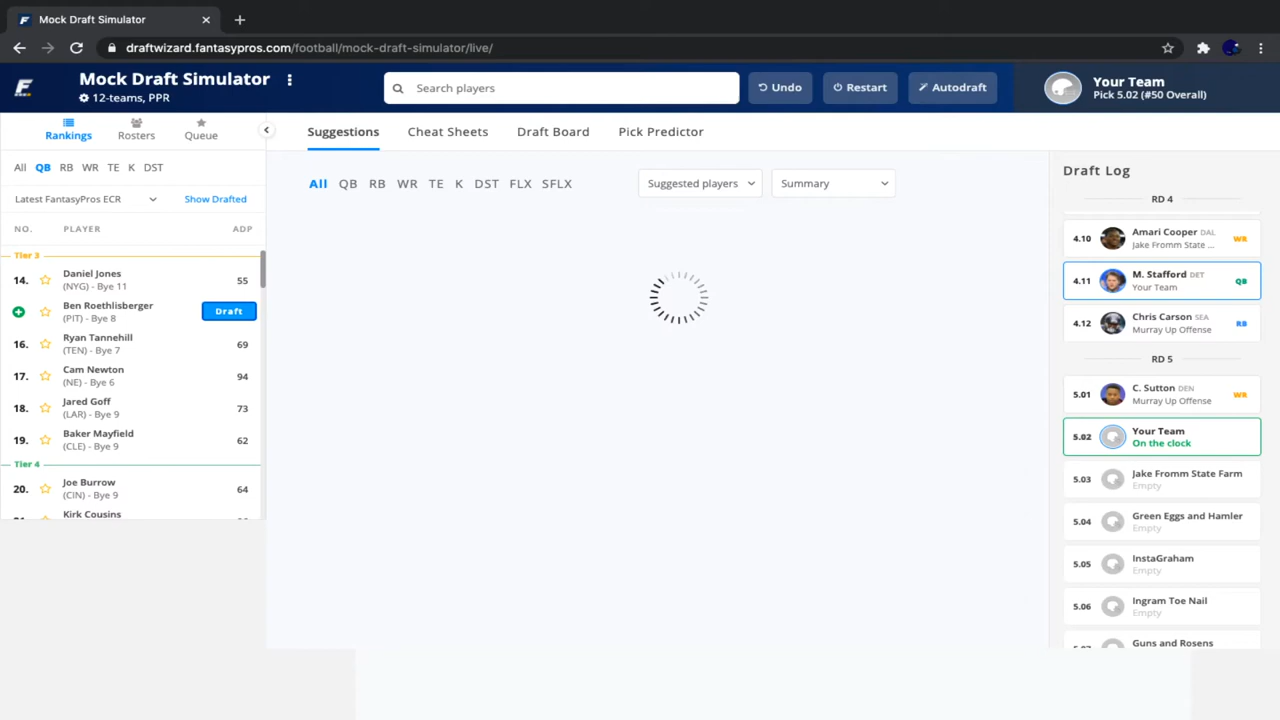 Mock Draft Simulator
draftwizard.fantasypros.com/football/mock-draft-simulator/live/
Mock Draft Simulator
12-teams, PPR
Search players
Undo
Restart
Autodraft
Your Team
Pick 5.02 (#50 Overall)
Rankings
Rosters
Queue
Suggestions
Cheat Sheets
Draft Board
Pick Predictor
All QB RB WR TE K DST
Latest FantasyPros ECR
Show Drafted
NO. PLAYER ADP
Tier 3
14. Daniel Jones 55
(NYG) - Bye 11
Ben Roethlisberger Draft
(PIT) - Bye 8
16. Ryan Tannehill 69
(TEN) - Bye 7
17. Cam Newton 94
(NE) - Bye 6
18. Jared Goff 73
(LAR) - Bye 9
19. Baker Mayfield 62
(CLE) - Bye 9
Tier 4
20. Joe Burrow 64
(CIN) - Bye 9
Kirk Cousins
All QB RB WR TE K DST FLX SFLX
Suggested players
Summary
Draft Log
RD 4
4.10 Amari Cooper DAL WR
Jake Fromm State ...
4.11 M. Stafford DET QB
Your Team
4.12 Chris Carson SEA RB
Murray Up Offense
RD 5
5.01 C. Sutton DEN WR
Murray Up Offense
5.02 Your Team
On the clock
5.03 Jake Fromm State Farm
Empty
5.04 Green Eggs and Hamler
Empty
5.05 InstaGraham
Empty
5.06 Ingram Toe Nail
Empty
Guns and Rosens